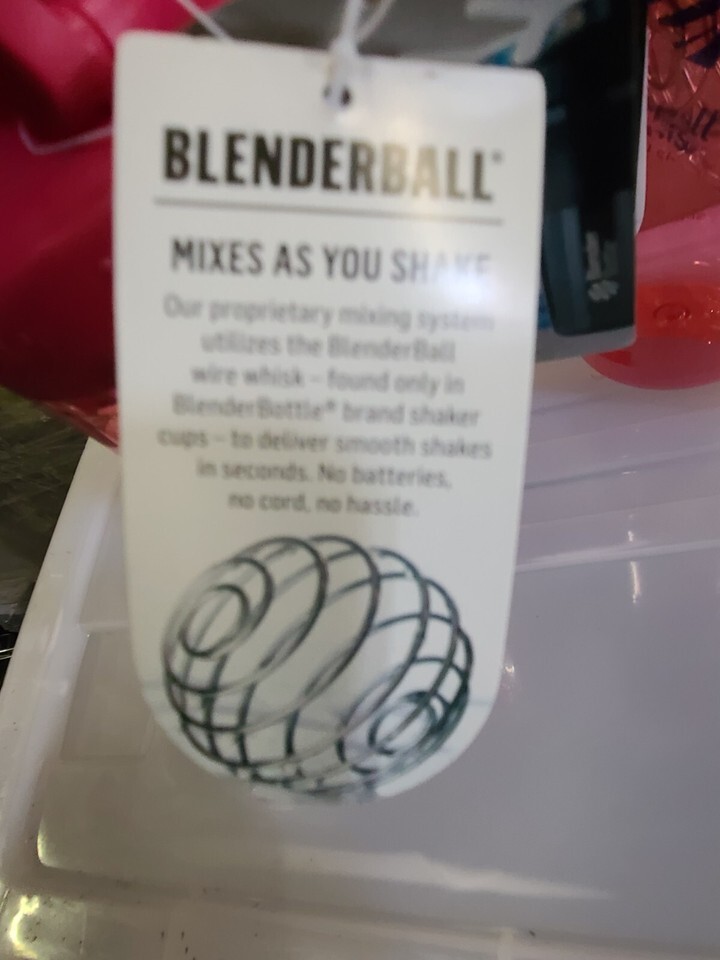 BLENDERBALL®
MIXES AS YOU SHAKE
Our proprietary mixing system
utilizes the BlenderBall
wire whisk – found only in
BlenderBottle® brand shaker
cups – to deliver smooth shakes
in seconds. No batteries,
no cord, no hassle.